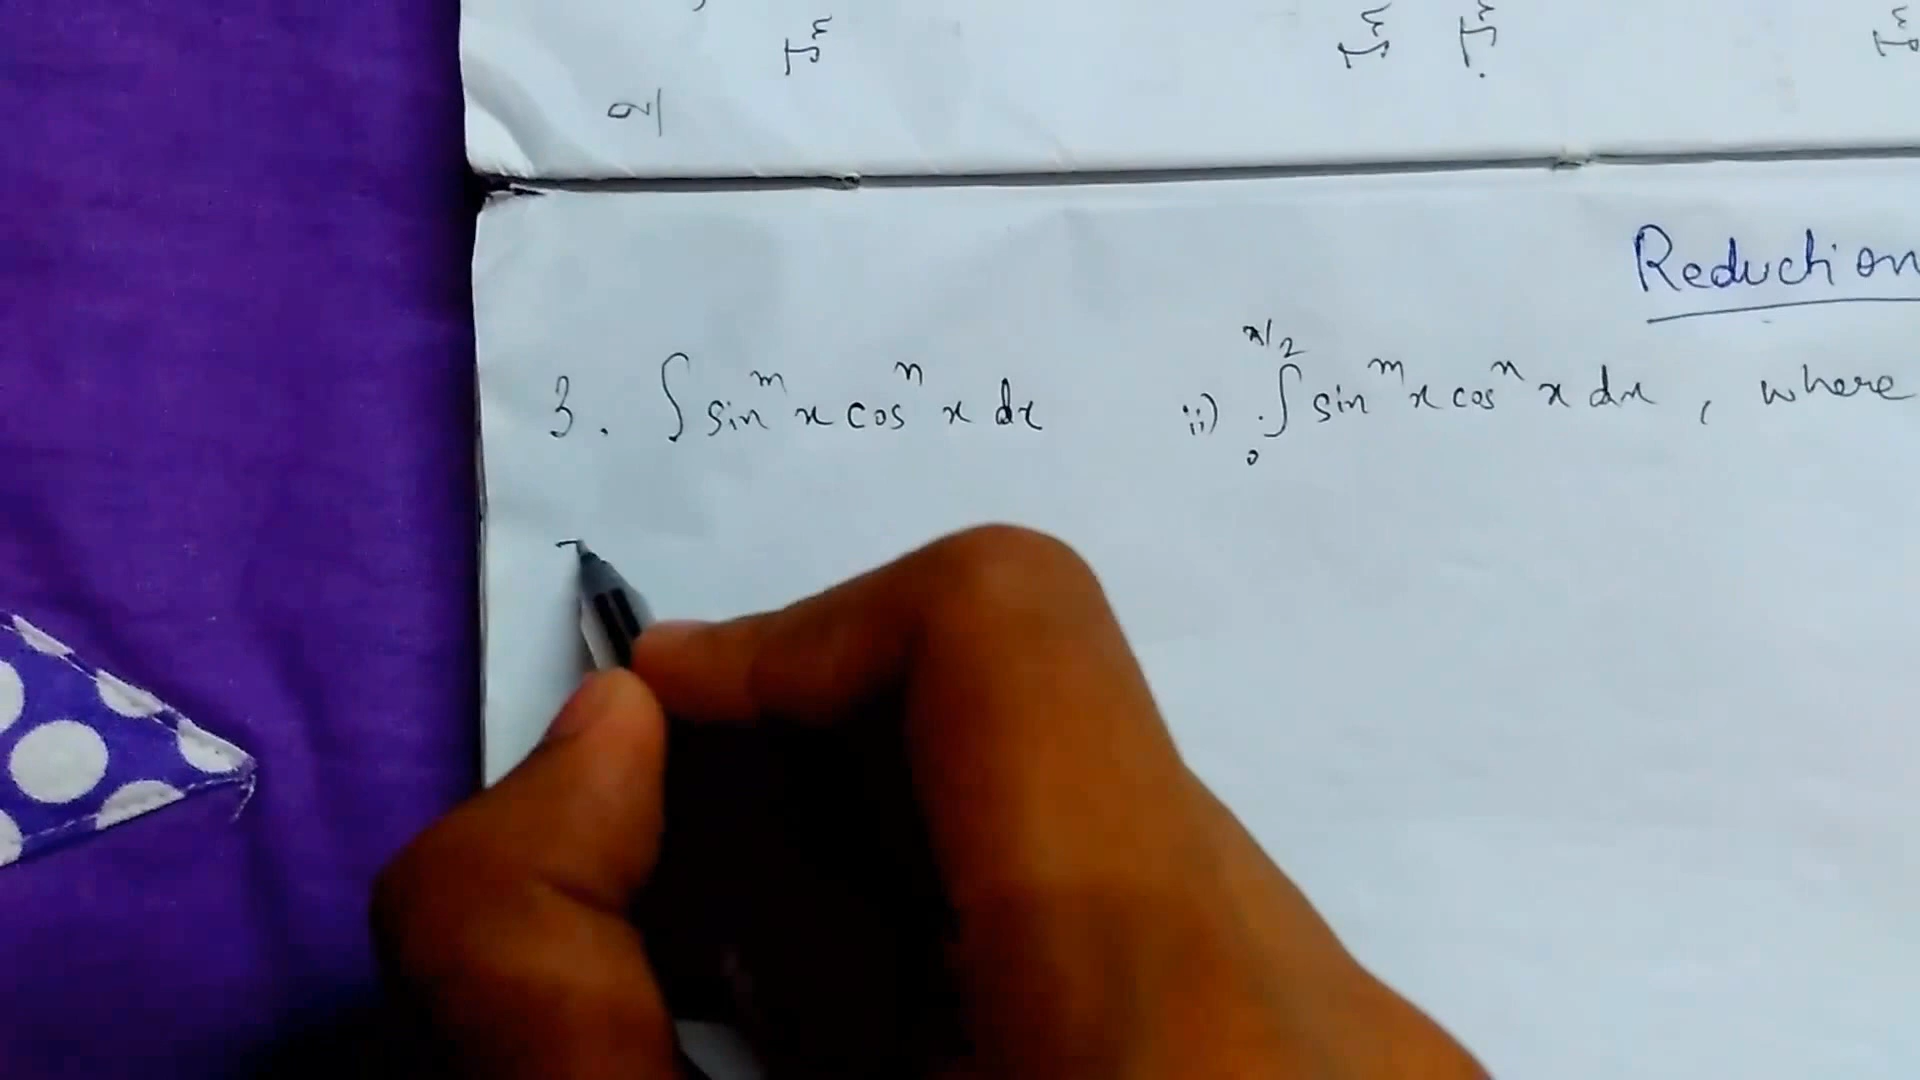 Reduction
3. ∫ sin^m x cos^n x dx ii) ∫_0^{π/2} sin^m x cos^n x dx, where